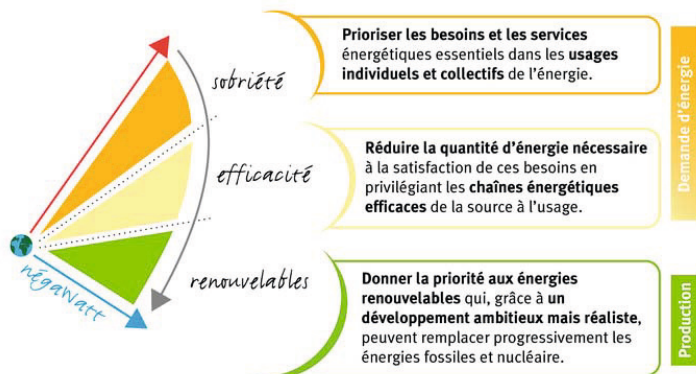 Prioriser les besoins et les services
énergétiques essentiels dans les usages
individuels et collectifs de l'énergie.
sobriété
Demande d'énergie
Réduire la quantité d'énergie nécessaire
à la satisfaction de ces besoins en
privilégiant les chaînes énergétiques
efficaces de la source à l'usage.
efficacité
Donner la priorité aux énergies
renouvelables qui, grâce à un
développement ambitieux mais réaliste,
peuvent remplacer progressivement les
énergies fossiles et nucléaire.
renouvelables
Production
négaWatt